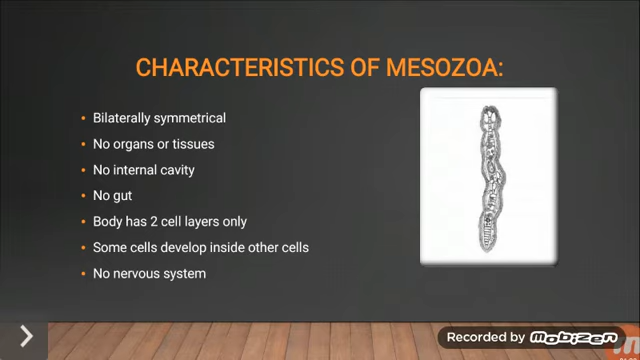 CHARACTERISTICS OF MESOZOA:
• Bilaterally symmetrical
• No organs or tissues
• No internal cavity
• No gut
• Body has 2 cell layers only
• Some cells develop inside other cells
• No nervous system
Recorded by mobizen